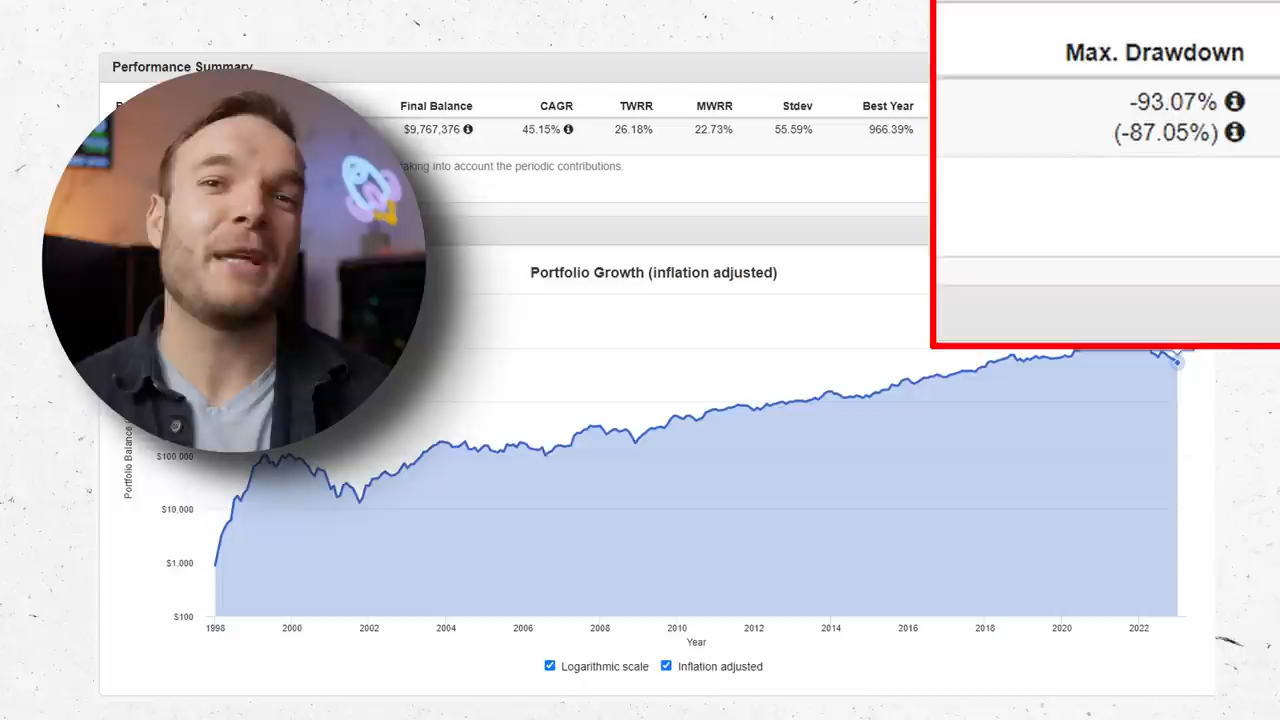 Performance Summary
Final Balance CAGR TWRR MWRR Stdev Best Year
$9,767,376 45.15% 26.18% 22.73% 55.59% 966.39%
Max. Drawdown
-93.07%
(-87.05%)
taking into account the periodic contributions.
Portfolio Growth (inflation adjusted)
Portfolio Balance
$100,000
$10,000
$1,000
$100
1998 2000 2002 2004 2006 2008 2010 2012 2014 2016 2018 2020 2022
Year
Logarithmic scale Inflation adjusted